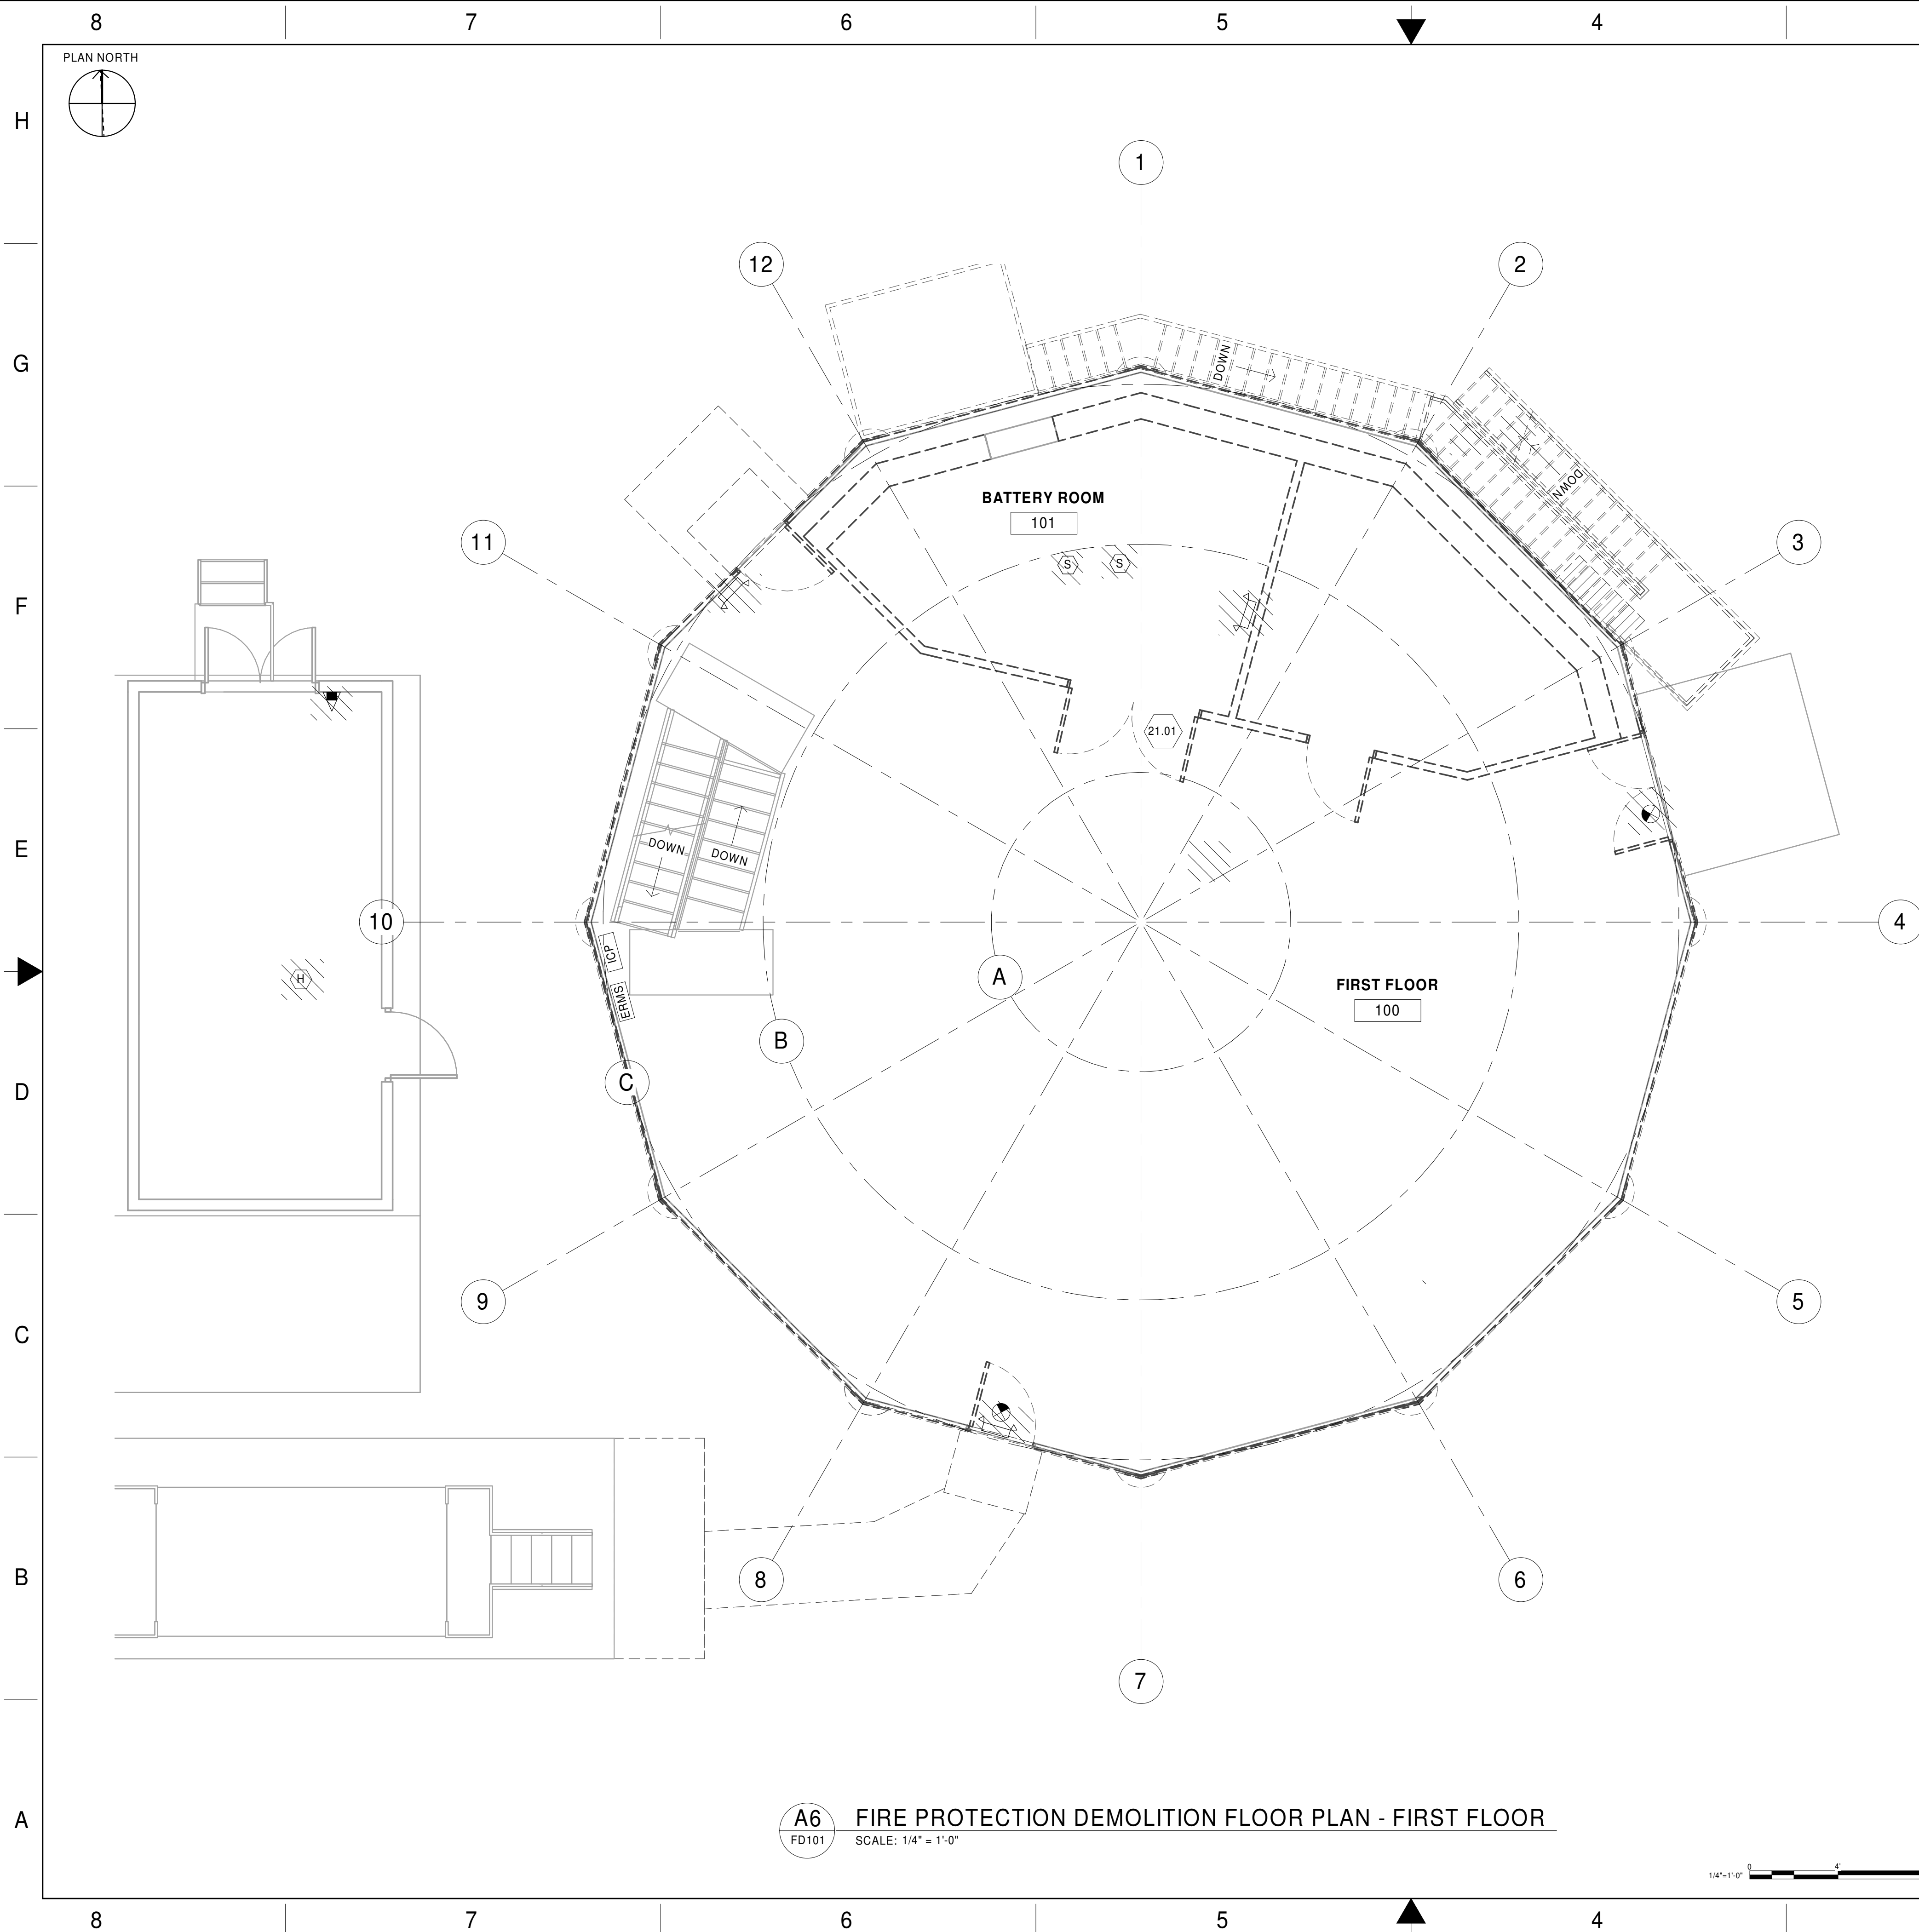 8 7 6 5 4
PLAN NORTH
H
1
12
2
G
DOWN
DOWN
BATTERY ROOM
101
11
3
F
S
S
21.01
DOWN
DOWN
E
10
4
ICP
H
A
FIRST FLOOR
ERMS
100
B
C
D
9
5
C
8
6
B
7
A
A6
FIRE PROTECTION DEMOLITION FLOOR PLAN - FIRST FLOOR
FD101
SCALE: 1/4" = 1'-0"
0 4'
1/4"=1'-0"
8 7 6 5 4